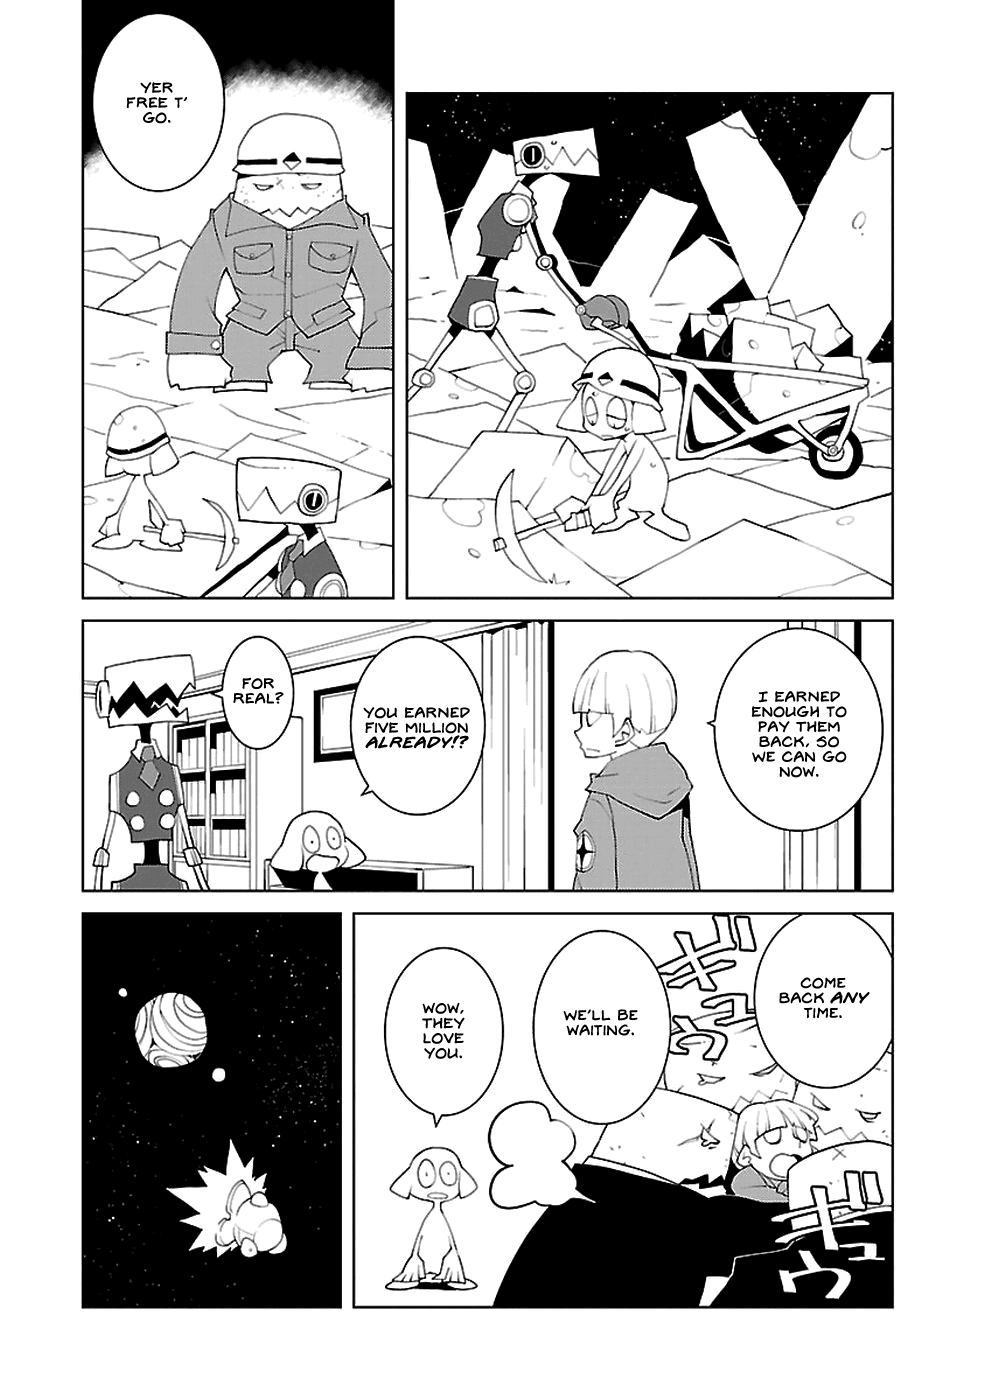 YER
FREE T'
GO.
I EARNED
ENOUGH TO
PAY THEM
BACK, SO
WE CAN GO
NOW.
YOU EARNED
FIVE MILLION
ALREADY!?
FOR
REAL?
COME
BACK ANY
TIME.
ギュウ
WE'LL BE
WAITING.
ギュウ
WOW,
THEY
LOVE
YOU.